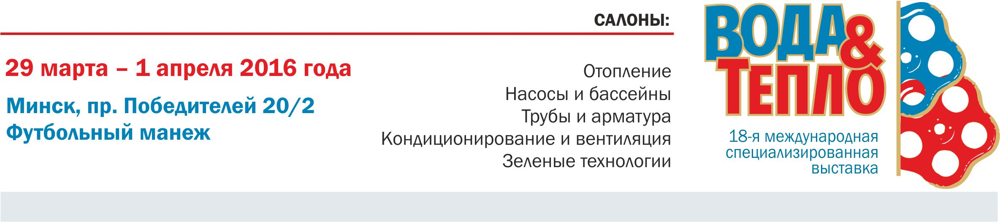 САЛОНЫ:
29 марта – 1 апреля 2016 года
Минск, пр. Победителей 20/2
Футбольный манеж
Отопление
Насосы и бассейны
Трубы и арматура
Кондиционирование и вентиляция
Зеленые технологии
ВОДА&
ТЕПЛО
18-я международная
специализированная
выставка